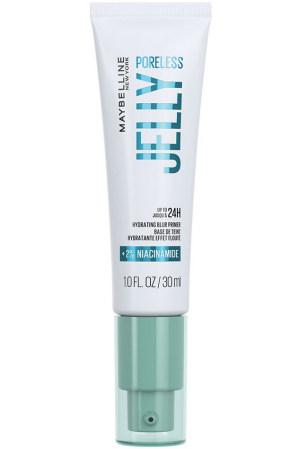 MAYBELLINE
NEW YORK
PORELESS
JELLY
UP TO
JUSQU'À
24H
HYDRATING BLUR PRIMER
BASE DE TEINT
HYDRATANTE EFFET FLOUTÉ
+2% NIACINAMIDE
1.0 FL. OZ / 30 ml